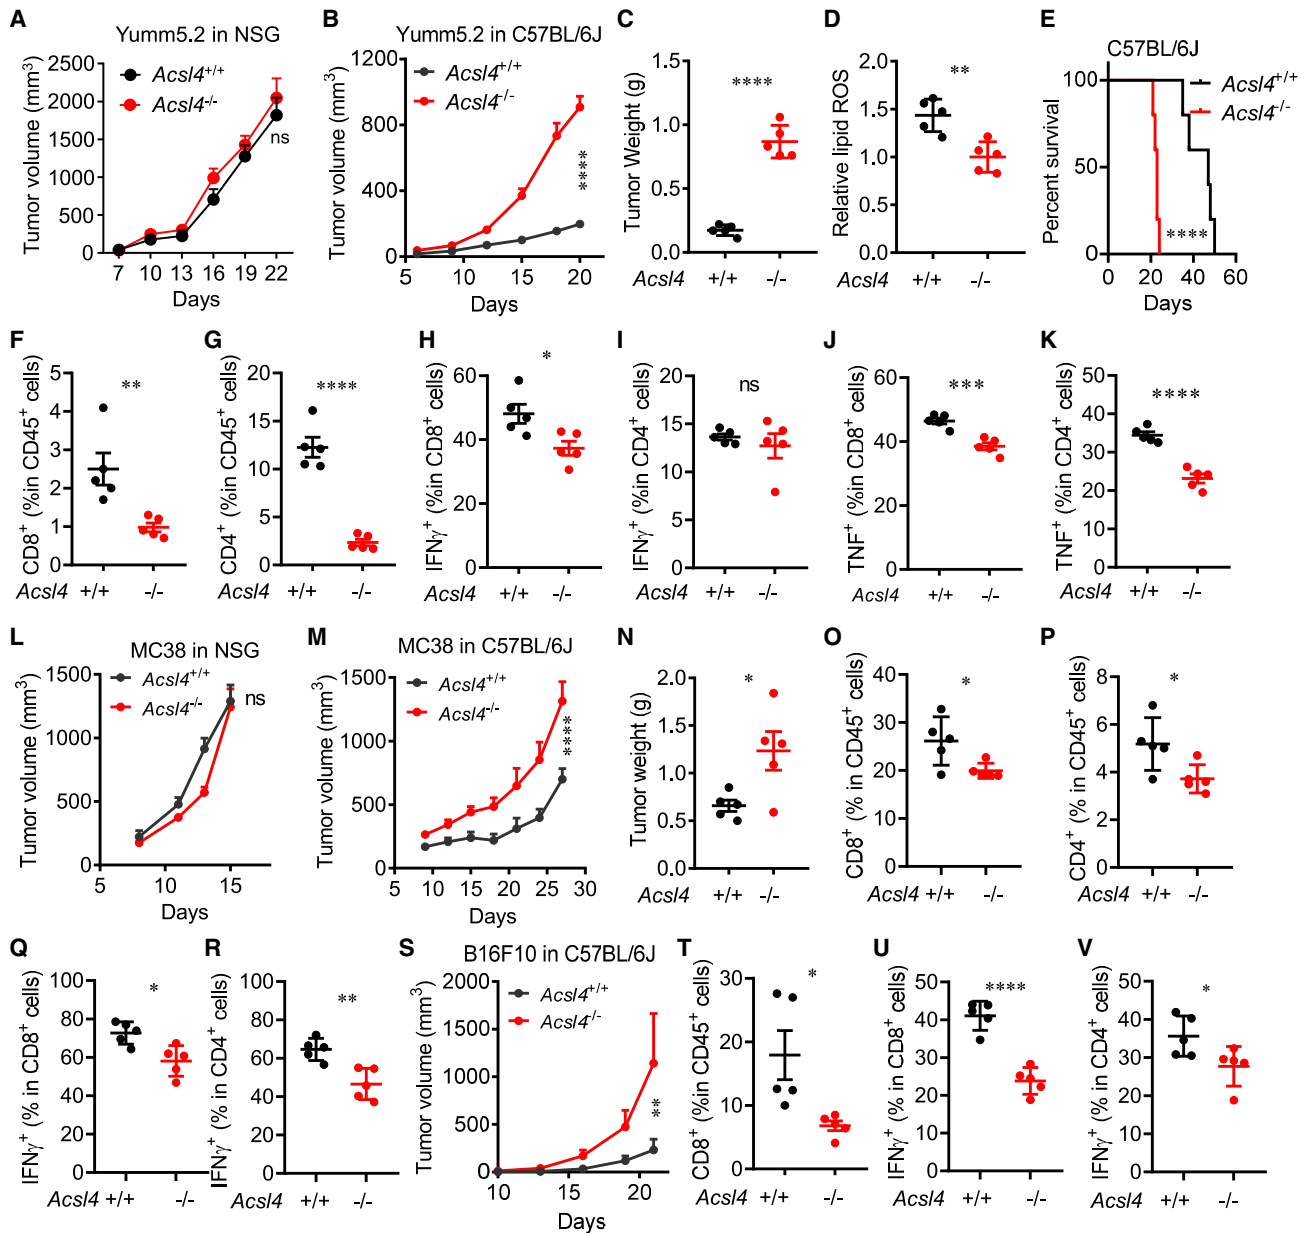 A
Yumm5.2 in NSG
Tumor volume (mm³)
2500
2000
1500
1000
500
0
Acsl4+/+
Acsl4-/-
ns
7 10 13 16 19 22
Days
B
Yumm5.2 in C57BL/6J
Tumor volume (mm³)
1200
800
400
0
Acsl4+/+
Acsl4-/-
****
5 10 15 20
Days
C
Tumor Weight (g)
1.5
1.0
0.5
0.0
****
Acsl4 +/+ -/-
D
Relative lipid ROS
2.0
1.5
1.0
0.5
0.0
**
+/+ -/-
E
C57BL/6J
Percent survival
100
50
0
Acsl4+/+
Acsl4-/-
****
0 20 40 60
Days
F
CD8+ (%in CD45+ cells)
5
4
3
2
1
0
**
Acsl4 +/+ -/-
G
CD4+ (%in CD45+ cells)
20
15
10
5
0
****
+/+ -/-
H
IFNγ+ (%in CD8+ cells)
60
40
20
0
*
Acsl4 +/+ -/-
I
IFNγ+ (%in CD4+ cells)
20
15
10
5
0
ns
+/+ -/-
J
TNF+ (%in CD8+ cells)
60
40
20
0
***
Acsl4 +/+ -/-
K
TNF+ (%in CD4+ cells)
50
40
30
20
10
0
****
Acsl4 +/+ -/-
L
MC38 in NSG
Tumor volume (mm³)
1500
1000
500
0
Acsl4+/+
Acsl4-/-
ns
5 10 15
Days
M
MC38 in C57BL/6J
Tumor volume (mm³)
1500
1000
500
0
Acsl4+/+
Acsl4-/-
****
5 10 15 20 25 30
Days
N
Tumor weight (g)
2.0
1.5
1.0
0.5
0.0
*
Acsl4 +/+ -/-
O
CD8+ (% in CD45+ cells)
40
30
20
10
0
*
Acsl4 +/+ -/-
P
CD4+ (% in CD45+ cells)
8
6
4
2
0
*
Acsl4 +/+ -/-
Q
IFNγ+ (% in CD8+ cells)
100
80
60
40
20
0
*
Acsl4 +/+ -/-
R
IFNγ+ (% in CD4+ cells)
100
80
60
40
20
0
**
Acsl4 +/+ -/-
S
B16F10 in C57BL/6J
Tumor volume (mm³)
2000
1500
1000
500
0
Acsl4+/+
Acsl4-/-
**
10 15 20
Days
T
CD8+ (%in CD45+ cells)
30
20
10
0
*
Acsl4 +/+ -/-
U
IFNγ+ (% in CD8+ cells)
50
40
30
20
10
0
****
Acsl4 +/+ -/-
V
IFNγ+ (% in CD4+ cells)
50
40
30
20
10
0
*
Acsl4 +/+ -/-